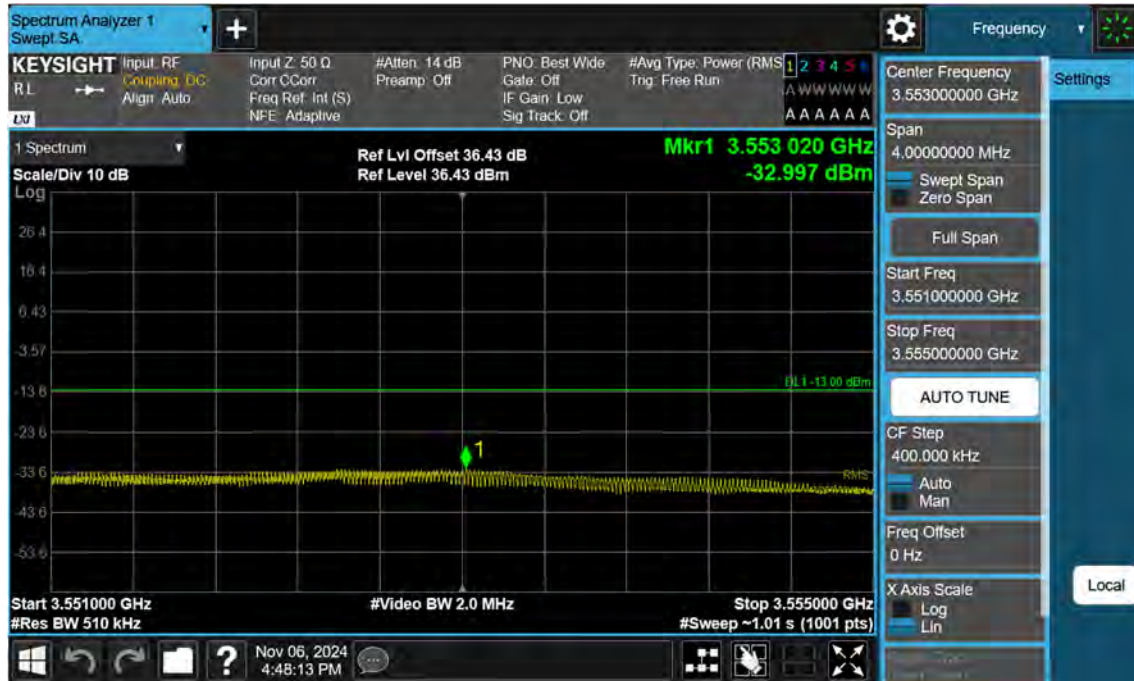 Spectrum Analyzer 1
Swept SA
Frequency
KEYSIGHT
RL
LXI
Input: RF
Coupling: DC
Align: Auto
Input Z: 50 Ω
Corr CCorr
Freq Ref: Int (S)
NFE: Adaptive
#Atten: 14 dB
Preamp: Off
PNO: Best Wide
Gate: Off
IF Gain: Low
Sig Track: Off
#Avg Type: Power (RMS
Trig: Free Run
1 2 3 4 5 6
A W W W W W
A A A A A A
1 Spectrum
Scale/Div 10 dB
Ref Lvl Offset 36.43 dB
Ref Level 36.43 dBm
Mkr1 3.553 020 GHz
-32.997 dBm
Log
26.4
16.4
6.43
-3.57
-13.6
-23.6
-33.6
-43.6
-53.6
DL1 -13.00 dBm
1
RMS
Start 3.551000 GHz
#Res BW 510 kHz
#Video BW 2.0 MHz
Stop 3.555000 GHz
#Sweep ~1.01 s (1001 pts)
Center Frequency
3.553000000 GHz
Settings
Span
4.00000000 MHz
Swept Span
Zero Span
Full Span
Start Freq
3.551000000 GHz
Stop Freq
3.555000000 GHz
AUTO TUNE
CF Step
400.000 kHz
Auto
Man
Freq Offset
0 Hz
X Axis Scale
Log
Lin
Local
?
Nov 06, 2024
4:48:13 PM